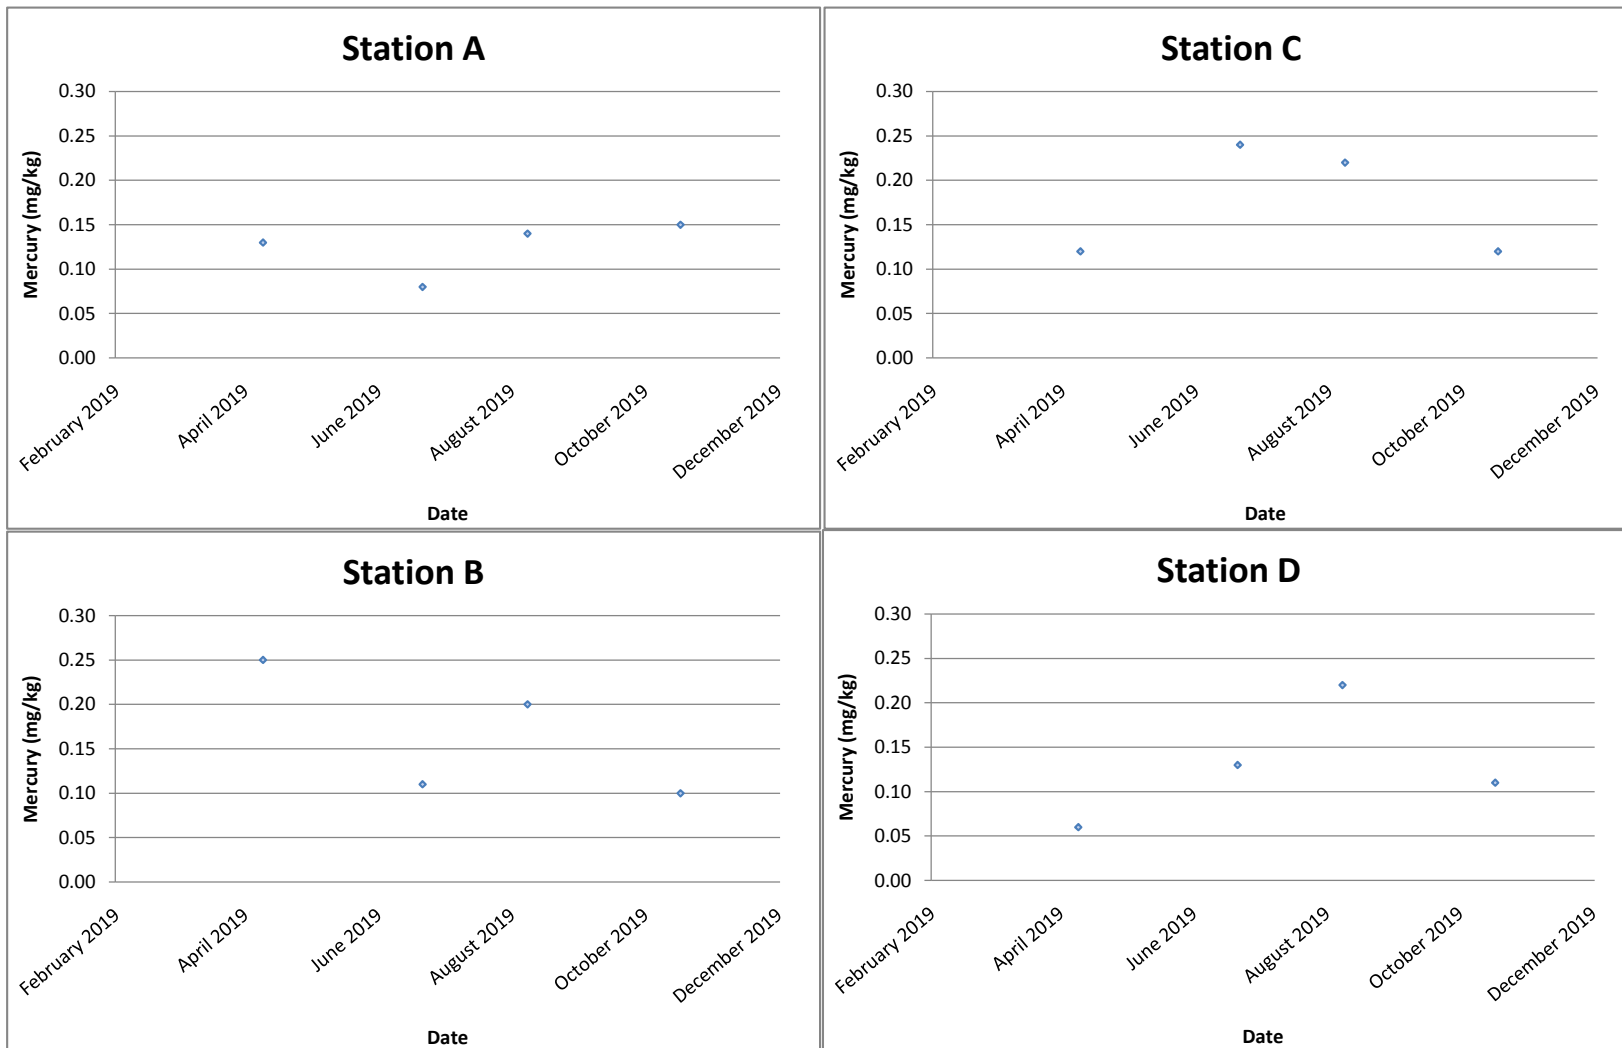 Station A
0.30
0.25
0.20
0.15
0.10
0.05
0.00
Mercury (mg/kg)
February 2019
April 2019
June 2019
August 2019
October 2019
December 2019
Date
Station C
0.30
0.25
0.20
0.15
0.10
0.05
0.00
Mercury (mg/kg)
February 2019
April 2019
June 2019
August 2019
October 2019
December 2019
Date
Station B
0.30
0.25
0.20
0.15
0.10
0.05
0.00
Mercury (mg/kg)
February 2019
April 2019
June 2019
August 2019
October 2019
December 2019
Date
Station D
0.30
0.25
0.20
0.15
0.10
0.05
0.00
Mercury (mg/kg)
February 2019
April 2019
June 2019
August 2019
October 2019
December 2019
Date